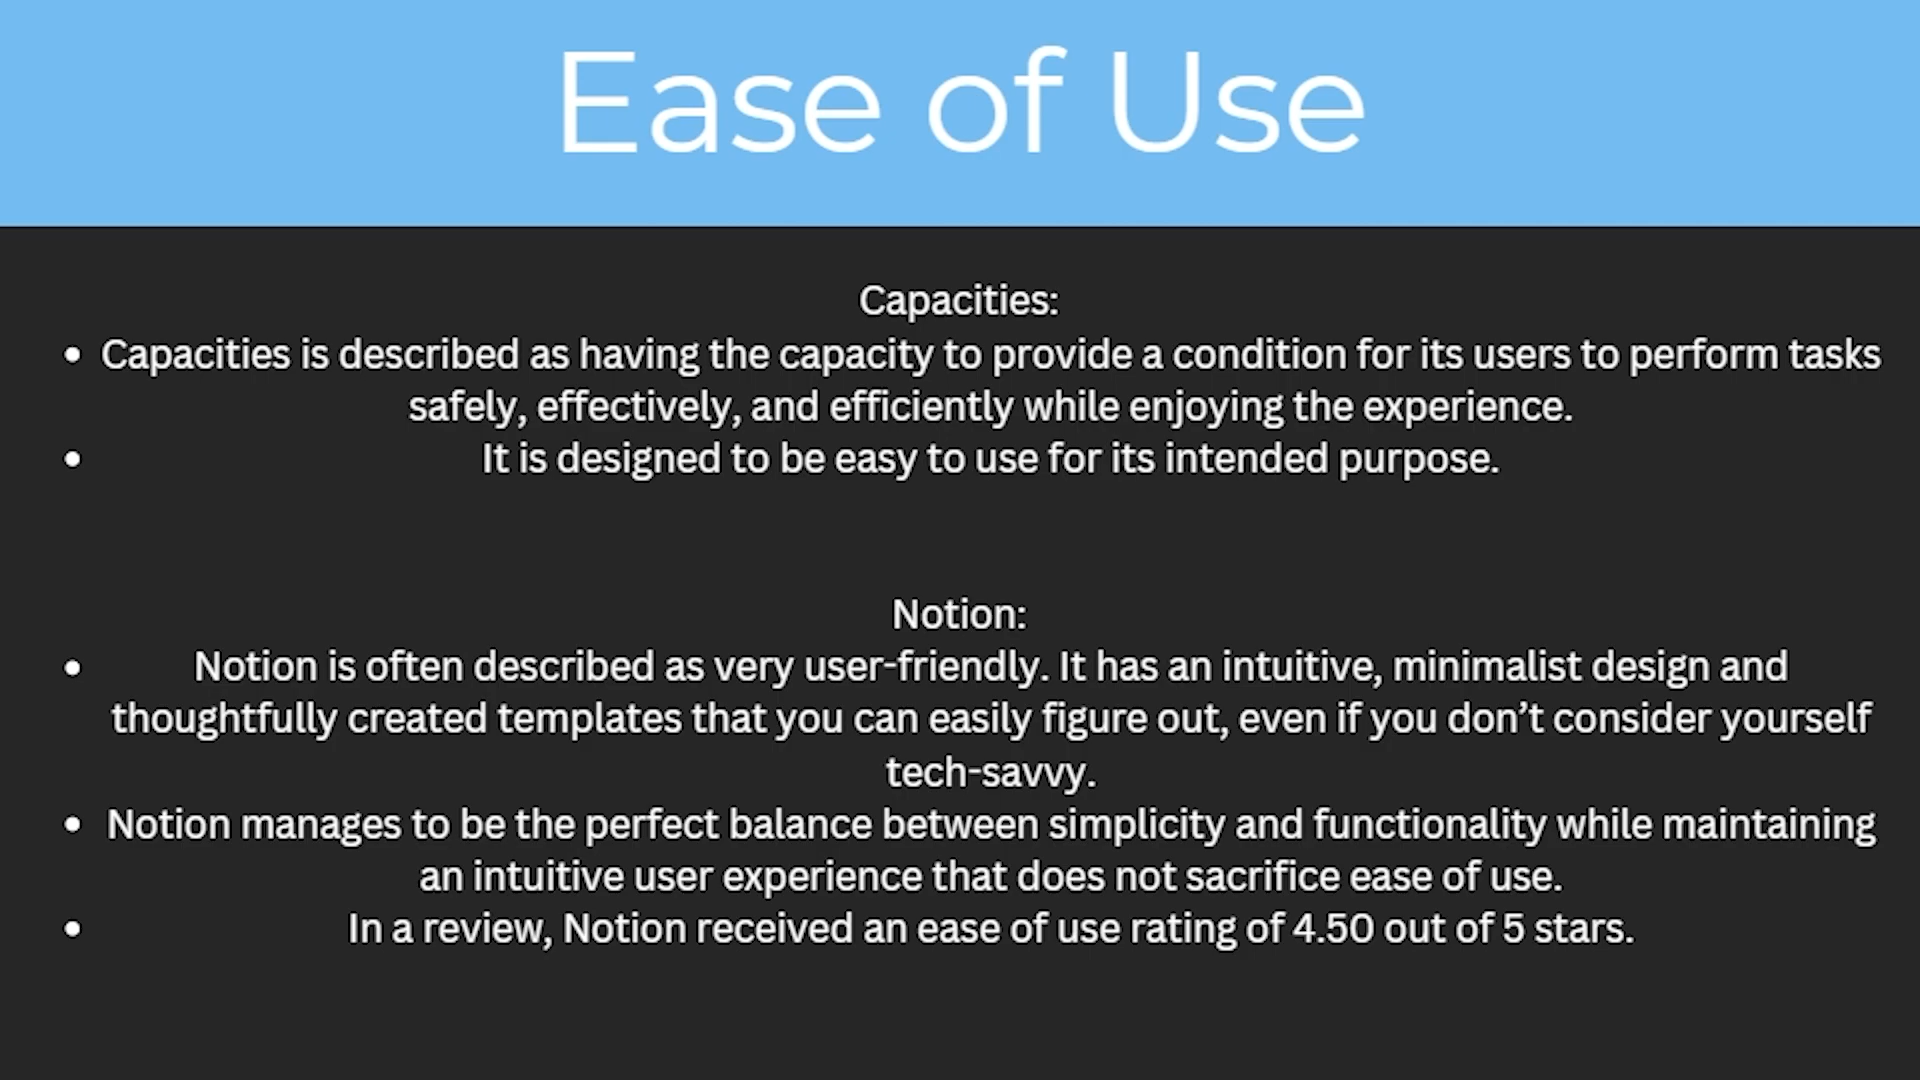 Ease of Use
Capacities:
• Capacities is described as having the capacity to provide a condition for its users to perform tasks
safely, effectively, and efficiently while enjoying the experience.
• It is designed to be easy to use for its intended purpose.
Notion:
• Notion is often described as very user-friendly. It has an intuitive, minimalist design and
thoughtfully created templates that you can easily figure out, even if you don’t consider yourself
tech-savvy.
• Notion manages to be the perfect balance between simplicity and functionality while maintaining
an intuitive user experience that does not sacrifice ease of use.
• In a review, Notion received an ease of use rating of 4.50 out of 5 stars.